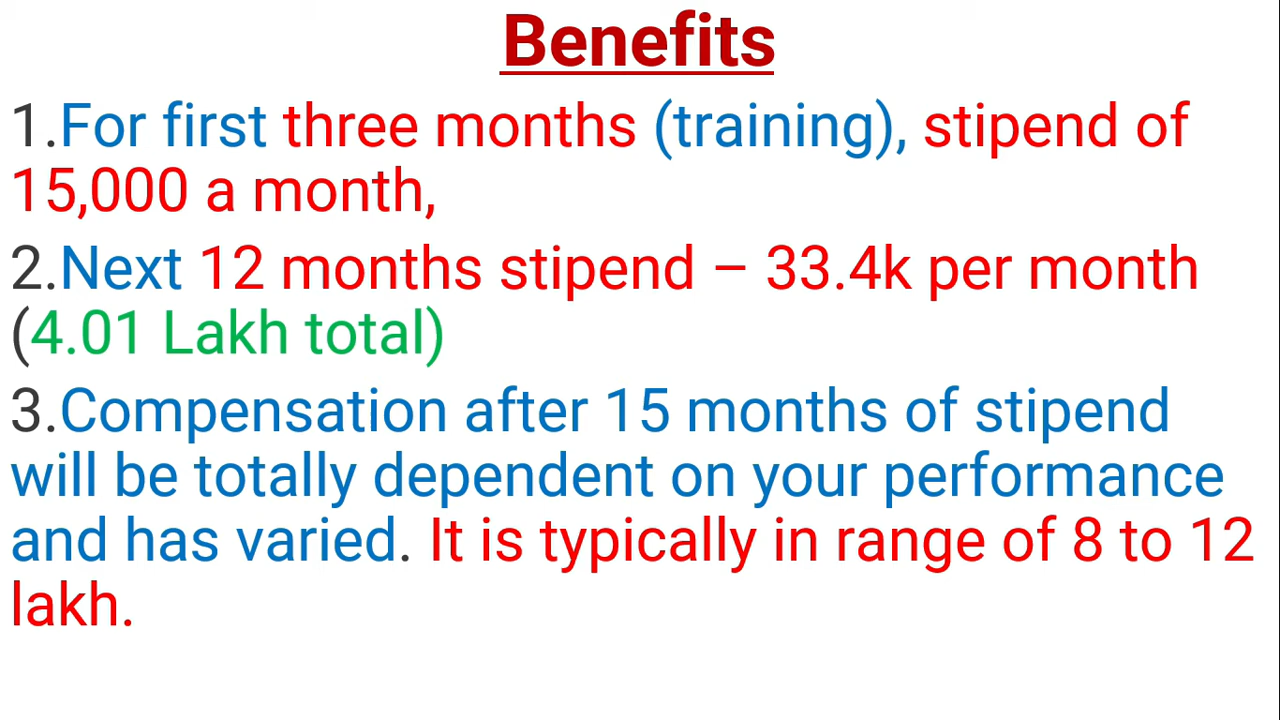 Benefits
1.For first three months (training), stipend of
15,000 a month,
2.Next 12 months stipend – 33.4k per month
(4.01 Lakh total)
3.Compensation after 15 months of stipend
will be totally dependent on your performance
and has varied. It is typically in range of 8 to 12
lakh.